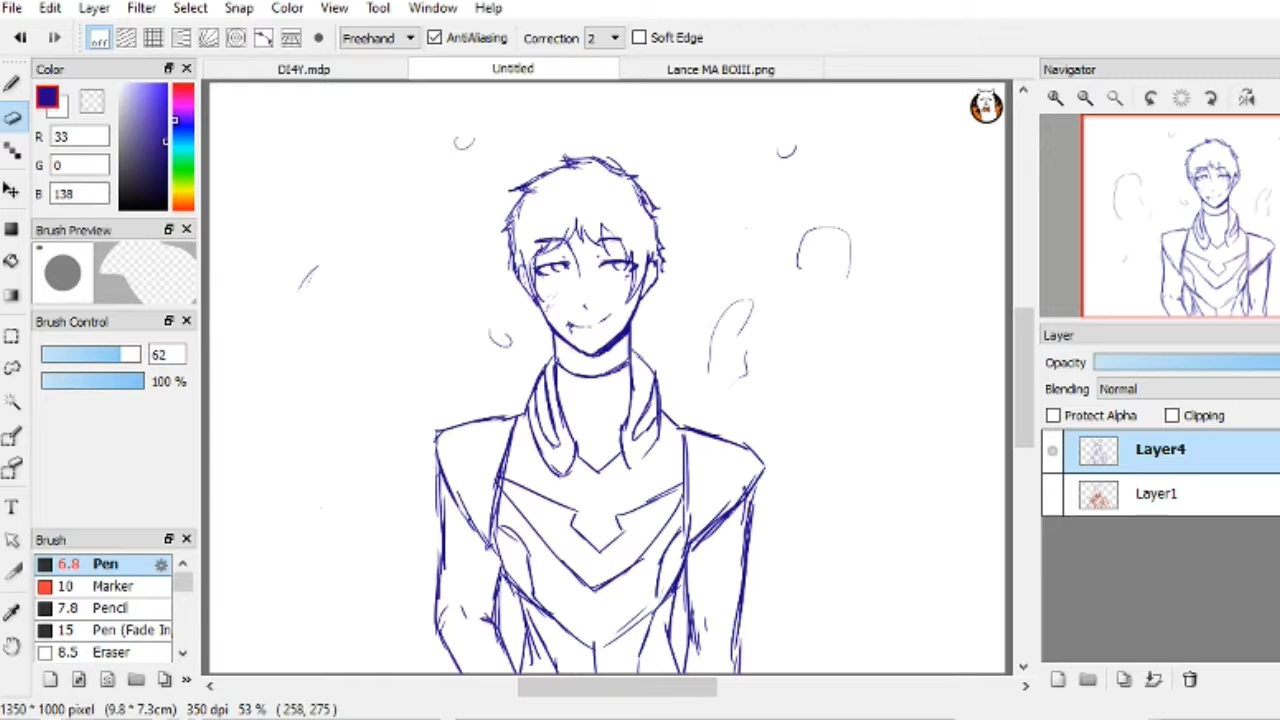 File Edit Layer Filter Select Snap Color View Tool Window Help
off Freehand AntiAliasing Correction 2 Soft Edge
Color DI4Y.mdp Untitled Lance MA BOIII.png Navigator
R 33
G 0
B 138
Brush Preview
Brush Control
62
100 %
Layer
Opacity
Blending Normal
Protect Alpha Clipping
Layer4
Layer1
Brush
6.8 Pen
10 Marker
7.8 Pencil
15 Pen (Fade In
8.5 Eraser
1350 * 1000 pixel (9.8 * 7.3cm) 350 dpi 53 % ( 258, 275 )